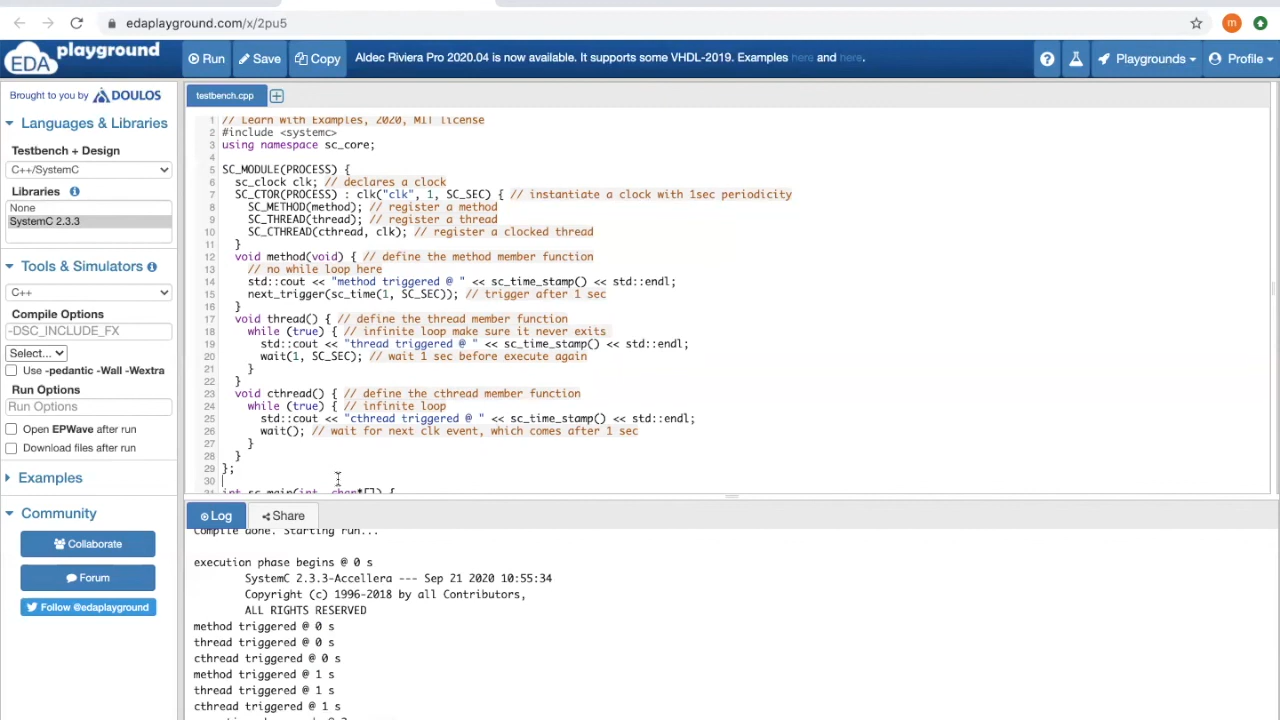 edaplayground.com/x/2pu5
m
EDA playground
Run
Save
Copy
Aldec Riviera Pro 2020.04 is now available. It supports some VHDL-2019. Examples here and here.
Playgrounds
Profile
Brought to you by DOULOS
Languages & Libraries
Testbench + Design
C++/SystemC
Libraries
None
SystemC 2.3.3
Tools & Simulators
C++
Compile Options
-DSC_INCLUDE_FX
Select...
Use -pedantic -Wall -Wextra
Run Options
Run Options
Open EPWave after run
Download files after run
Examples
Community
Collaborate
Forum
Follow @edaplayground
testbench.cpp
1 // Learn with Examples, 2020, MIT license
2 #include <systemc>
3 using namespace sc_core;
4
5 SC_MODULE(PROCESS) {
6 sc_clock clk; // declares a clock
7 SC_CTOR(PROCESS) : clk("clk", 1, SC_SEC) { // instantiate a clock with 1sec periodicity
8 SC_METHOD(method); // register a method
9 SC_THREAD(thread); // register a thread
10 SC_CTHREAD(cthread, clk); // register a clocked thread
11 }
12 void method(void) { // define the method member function
13 // no while loop here
14 std::cout << "method triggered @ " << sc_time_stamp() << std::endl;
15 next_trigger(sc_time(1, SC_SEC)); // trigger after 1 sec
16 }
17 void thread() { // define the thread member function
18 while (true) { // infinite loop make sure it never exits
19 std::cout << "thread triggered @ " << sc_time_stamp() << std::endl;
20 wait(1, SC_SEC); // wait 1 sec before execute again
21 }
22 }
23 void cthread() { // define the cthread member function
24 while (true) { // infinite loop
25 std::cout << "cthread triggered @ " << sc_time_stamp() << std::endl;
26 wait(); // wait for next clk event, which comes after 1 sec
27 }
28 }
29 };
30
31 int sc_main(int, char*[]) {
Log
Share
Compile done. Starting run...
execution phase begins @ 0 s
SystemC 2.3.3-Accellera --- Sep 21 2020 10:55:34
Copyright (c) 1996-2018 by all Contributors,
ALL RIGHTS RESERVED
method triggered @ 0 s
thread triggered @ 0 s
cthread triggered @ 0 s
method triggered @ 1 s
thread triggered @ 1 s
cthread triggered @ 1 s